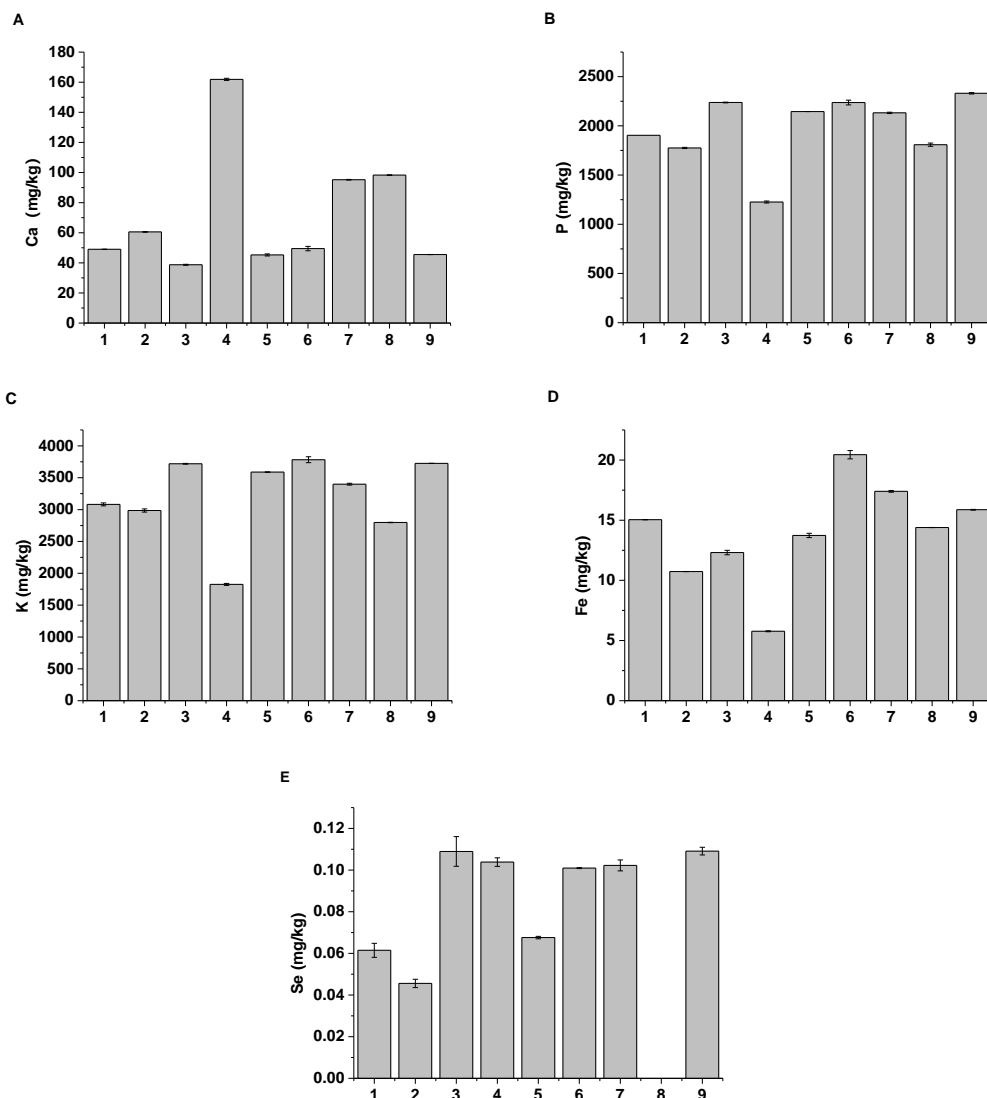 A
Ca (mg/kg)
180
160
140
120
100
80
60
40
20
0
1 2 3 4 5 6 7 8 9
B
P (mg/kg)
2500
2000
1500
1000
500
0
1 2 3 4 5 6 7 8 9
C
K (mg/kg)
4000
3500
3000
2500
2000
1500
1000
500
0
1 2 3 4 5 6 7 8 9
D
Fe (mg/kg)
20
15
10
5
0
1 2 3 4 5 6 7 8 9
E
Se (mg/kg)
0.12
0.10
0.08
0.06
0.04
0.02
0.00
1 2 3 4 5 6 7 8 9